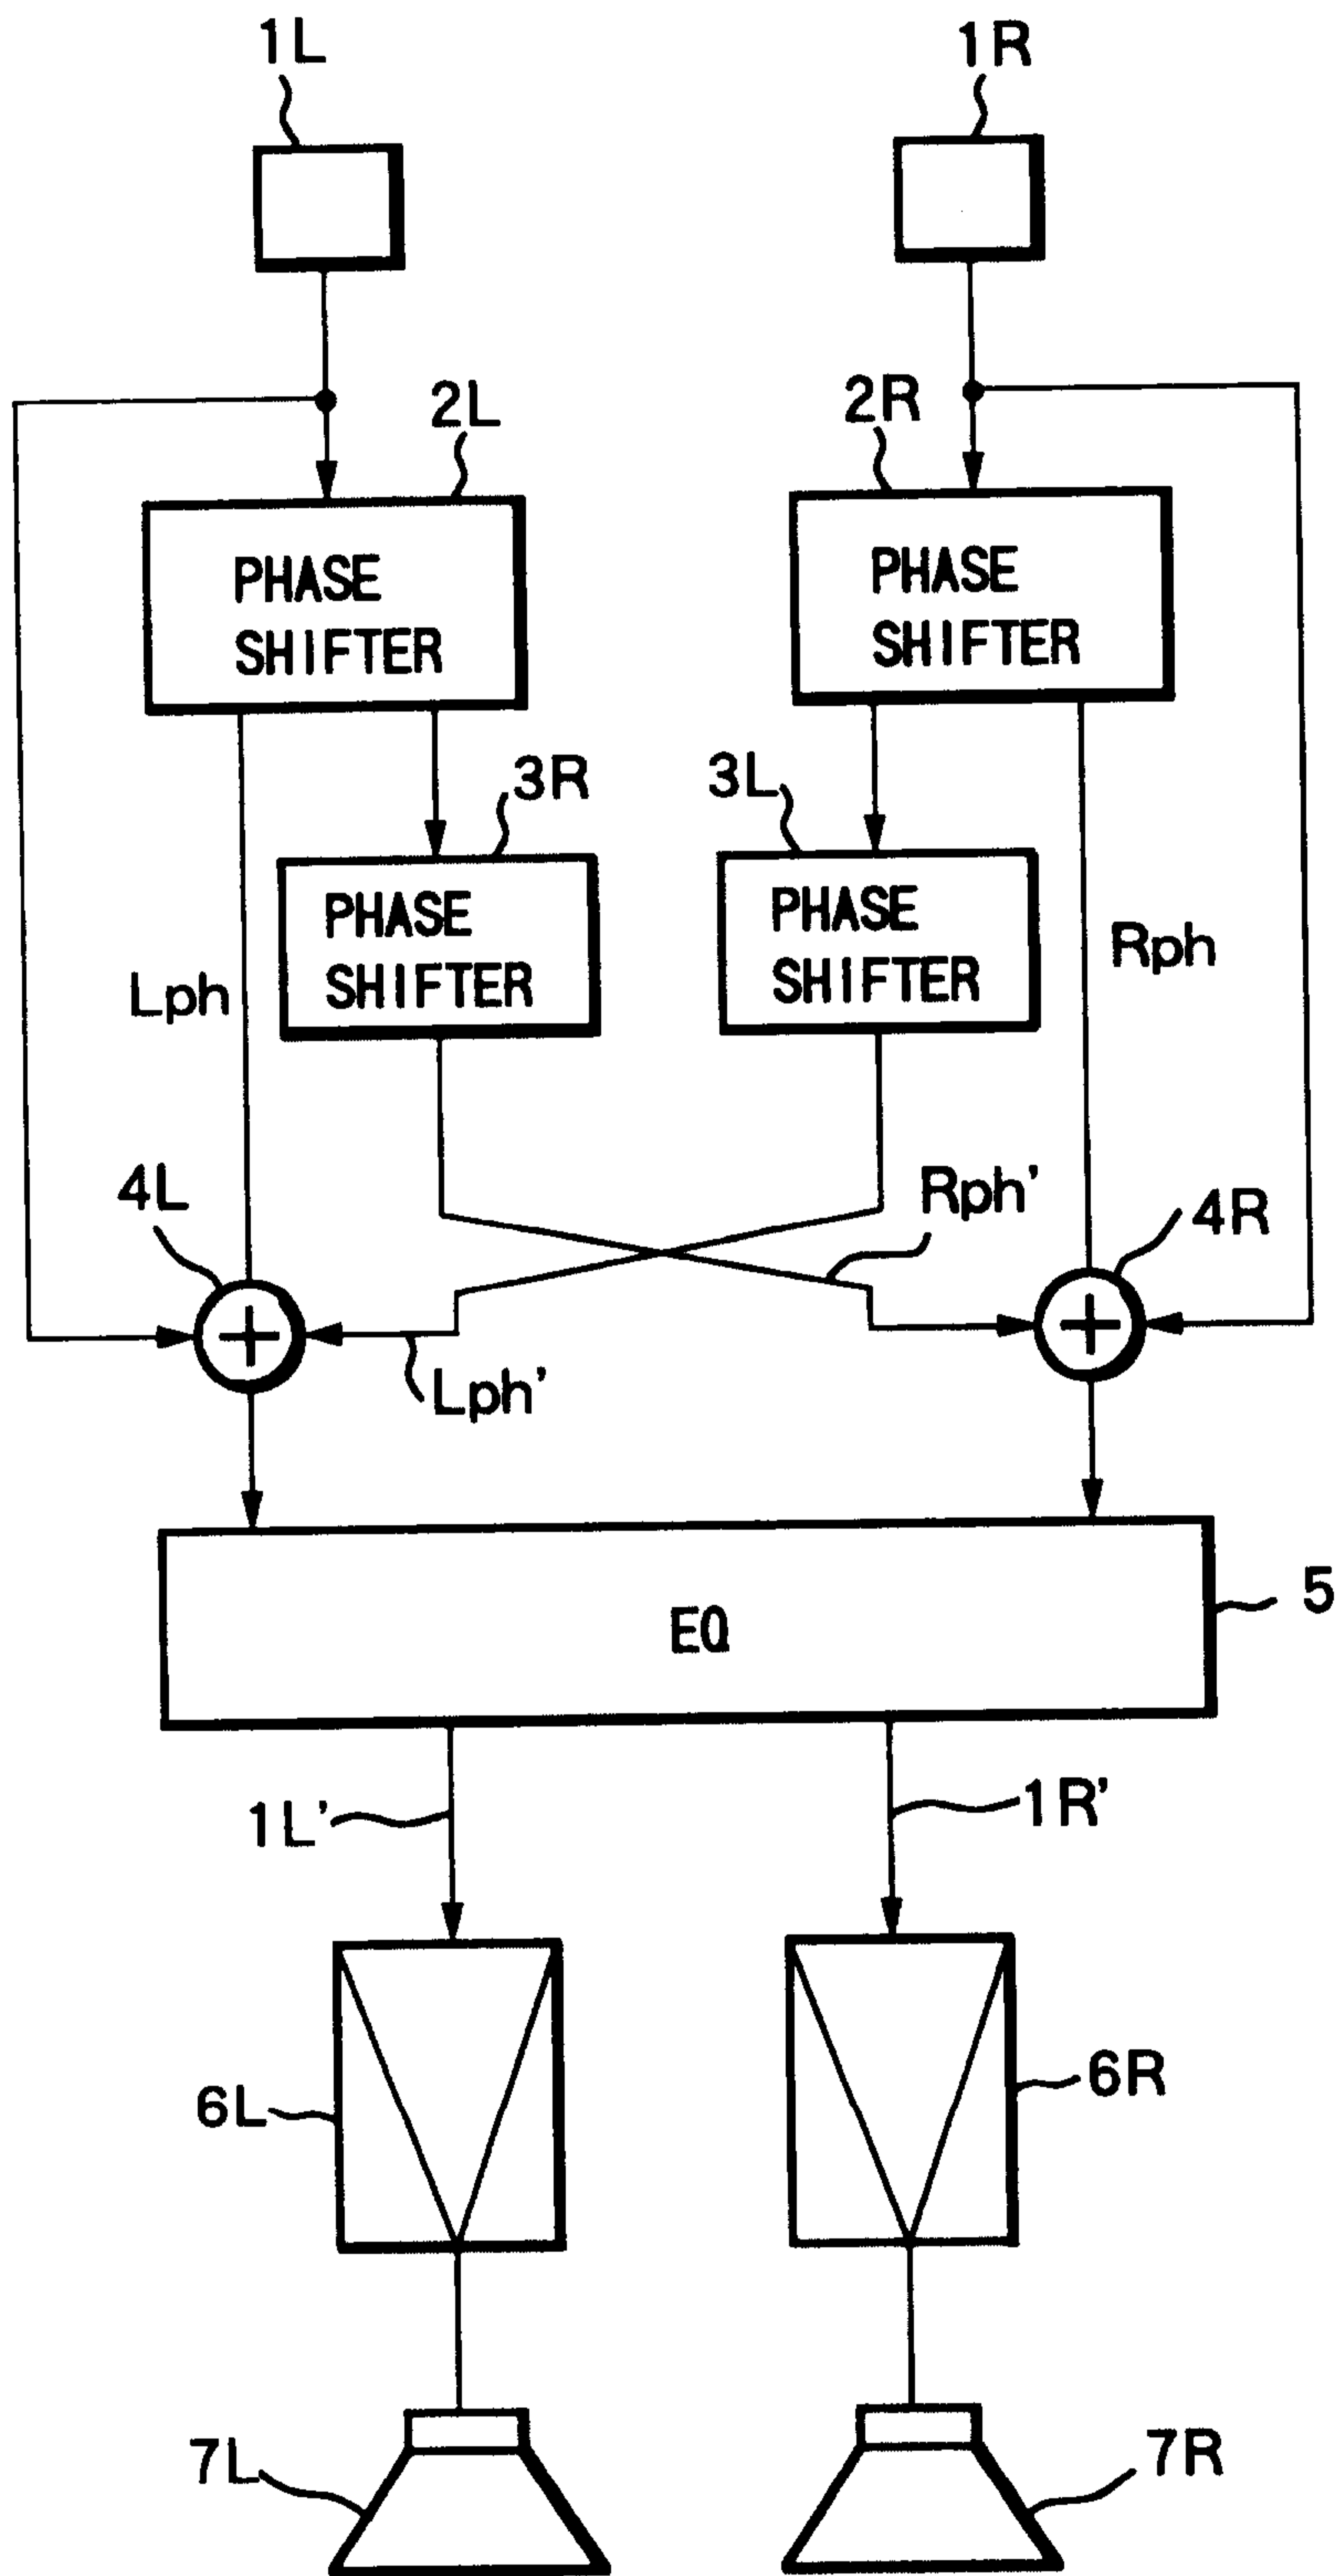 1L
1R
2L
2R
PHASE
SHIFTER
PHASE
SHIFTER
3R
3L
PHASE
SHIFTER
PHASE
SHIFTER
Lph
Rph
4L
Rph'
4R
Lph'
EQ
5
1L'
1R'
6L
6R
7L
7R